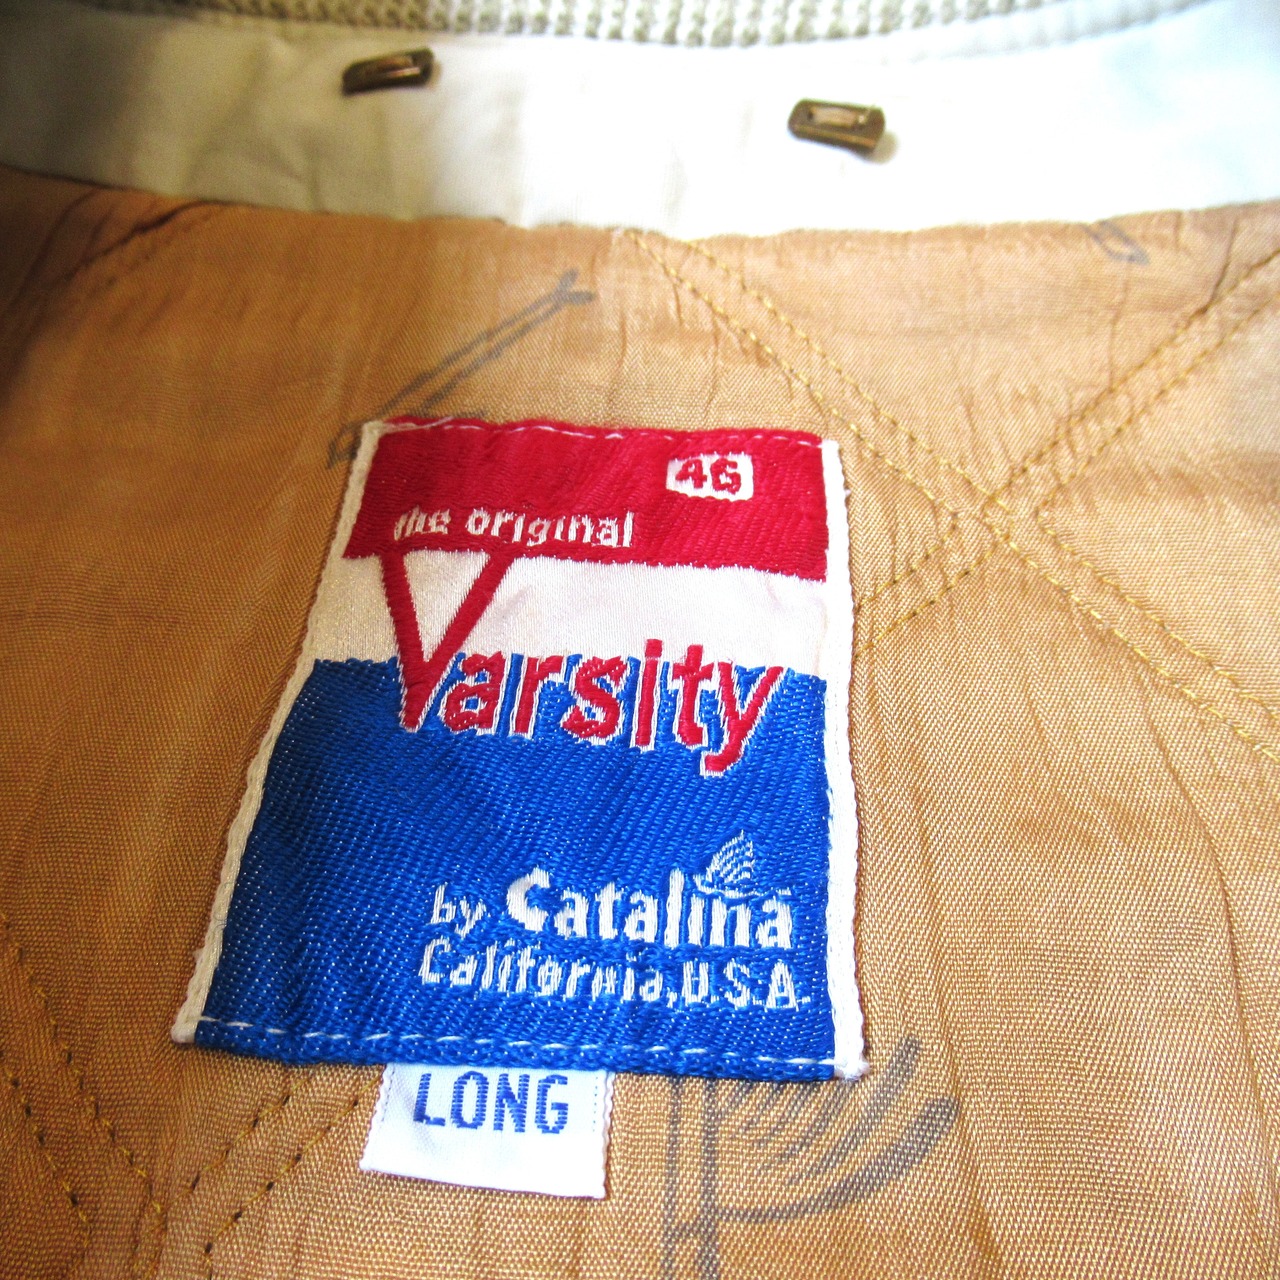 46
the original
Varsity
by Catalina
California, U.S.A.
LONG